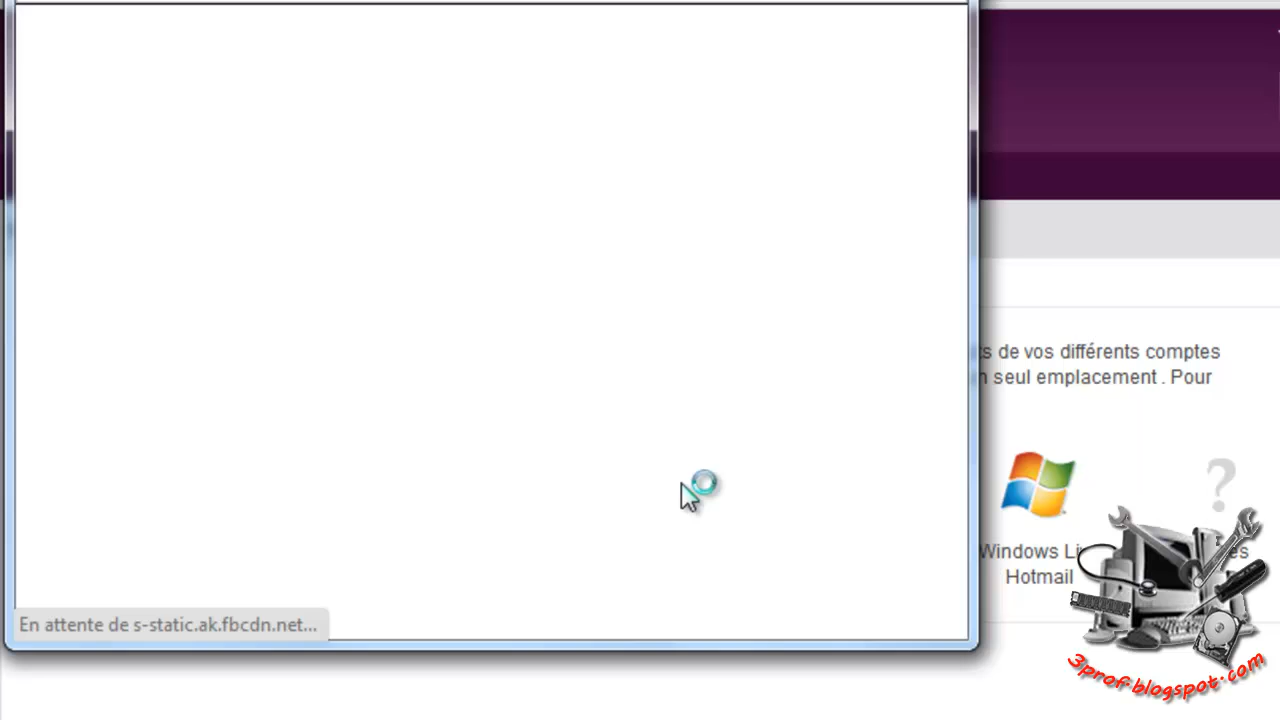 ts de vos différents comptes
n seul emplacement . Pour
?
Windows Li
es
Hotmail
En attente de s-static.ak.fbcdn.net...
3prof.blogspot.com